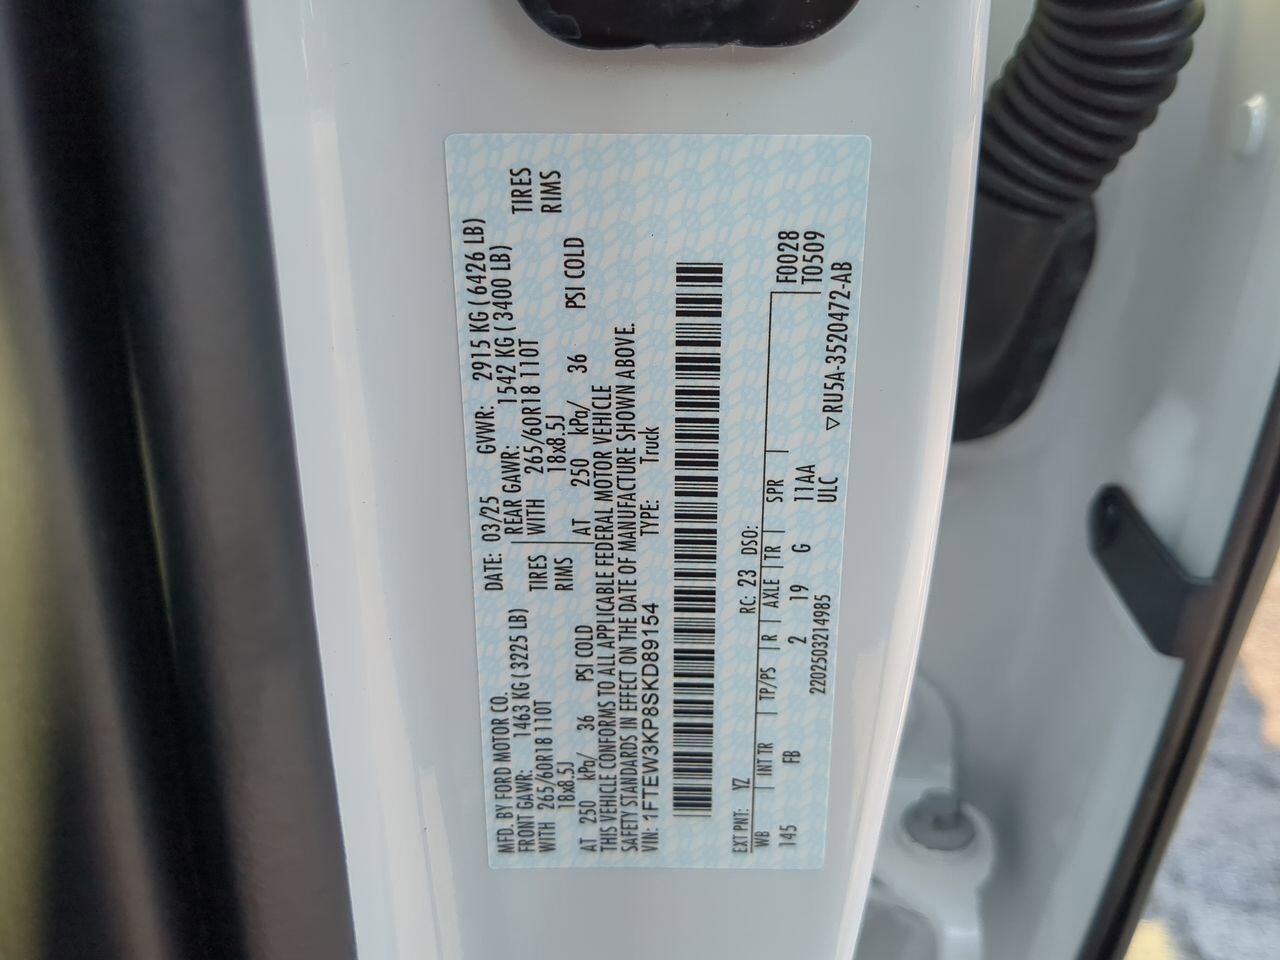 MFD. BY FORD MOTOR CO. DATE: 03/25 GVWR: 2915 KG ( 6426 LB)
FRONT GAWR: 1463 KG ( 3225 LB) REAR GAWR: 1542 KG ( 3400 LB)
WITH 265/60R18 110T TIRES WITH 265/60R18 110T TIRES
18x8.5J RIMS 18x8.5J RIMS
AT 250 kPa/ 36 PSI COLD AT 250 kPa/ 36 PSI COLD
THIS VEHICLE CONFORMS TO ALL APPLICABLE FEDERAL MOTOR VEHICLE
SAFETY STANDARDS IN EFFECT ON THE DATE OF MANUFACTURE SHOWN ABOVE.
VIN: 1FTEW3KP8SKD89154 TYPE: Truck
EXT PNT: YZ RC: 23 DSO:
WB INT TR TP/PS R AXLE TR SPR F0028
145 FB 2 19 G 11AA T0509
2202503214985 ULC
▽RU5A-3520472-AB